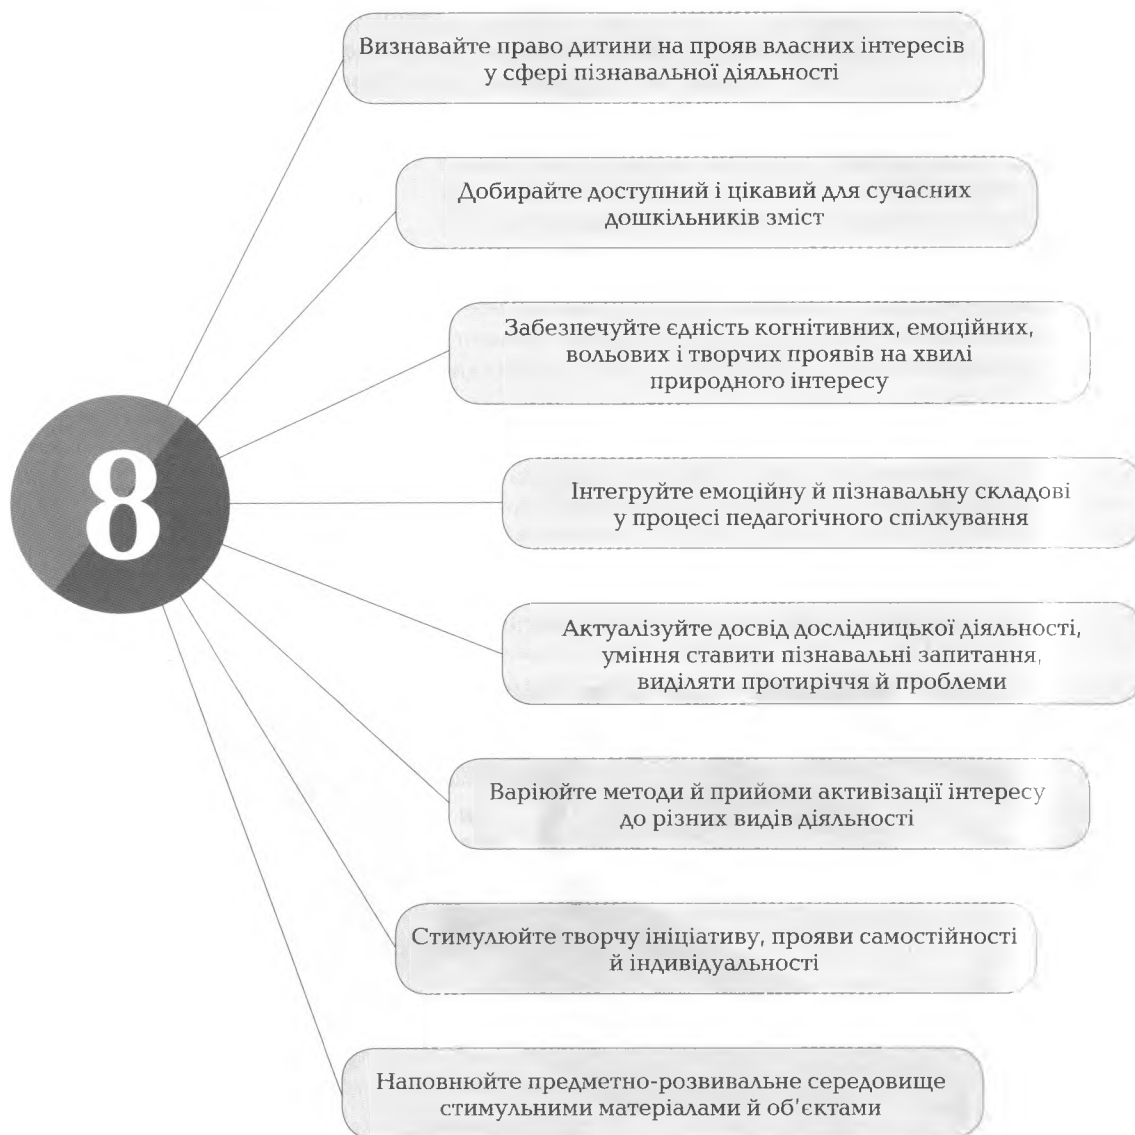 Визнавайте право дитини на прояв власних інтересів
у сфері пізнавальної діяльності
Добирайте доступний і цікавий для сучасних
дошкільників зміст
Забезпечуйте єдність когнітивних, емоційних,
вольових і творчих проявів на хвилі
природного інтересу
8
Інтегруйте емоційну й пізнавальну складові
у процесі педагогічного спілкування
Актуалізуйте досвід дослідницької діяльності,
уміння ставити пізнавальні запитання,
виділяти протиріччя й проблеми
Варіюйте методи й прийоми активізації інтересу
до різних видів діяльності
Стимулюйте творчу ініціативу, прояви самостійності
й індивідуальності
Наповнюйте предметно-розвивальне середовище
стимульними матеріалами й об’єктами